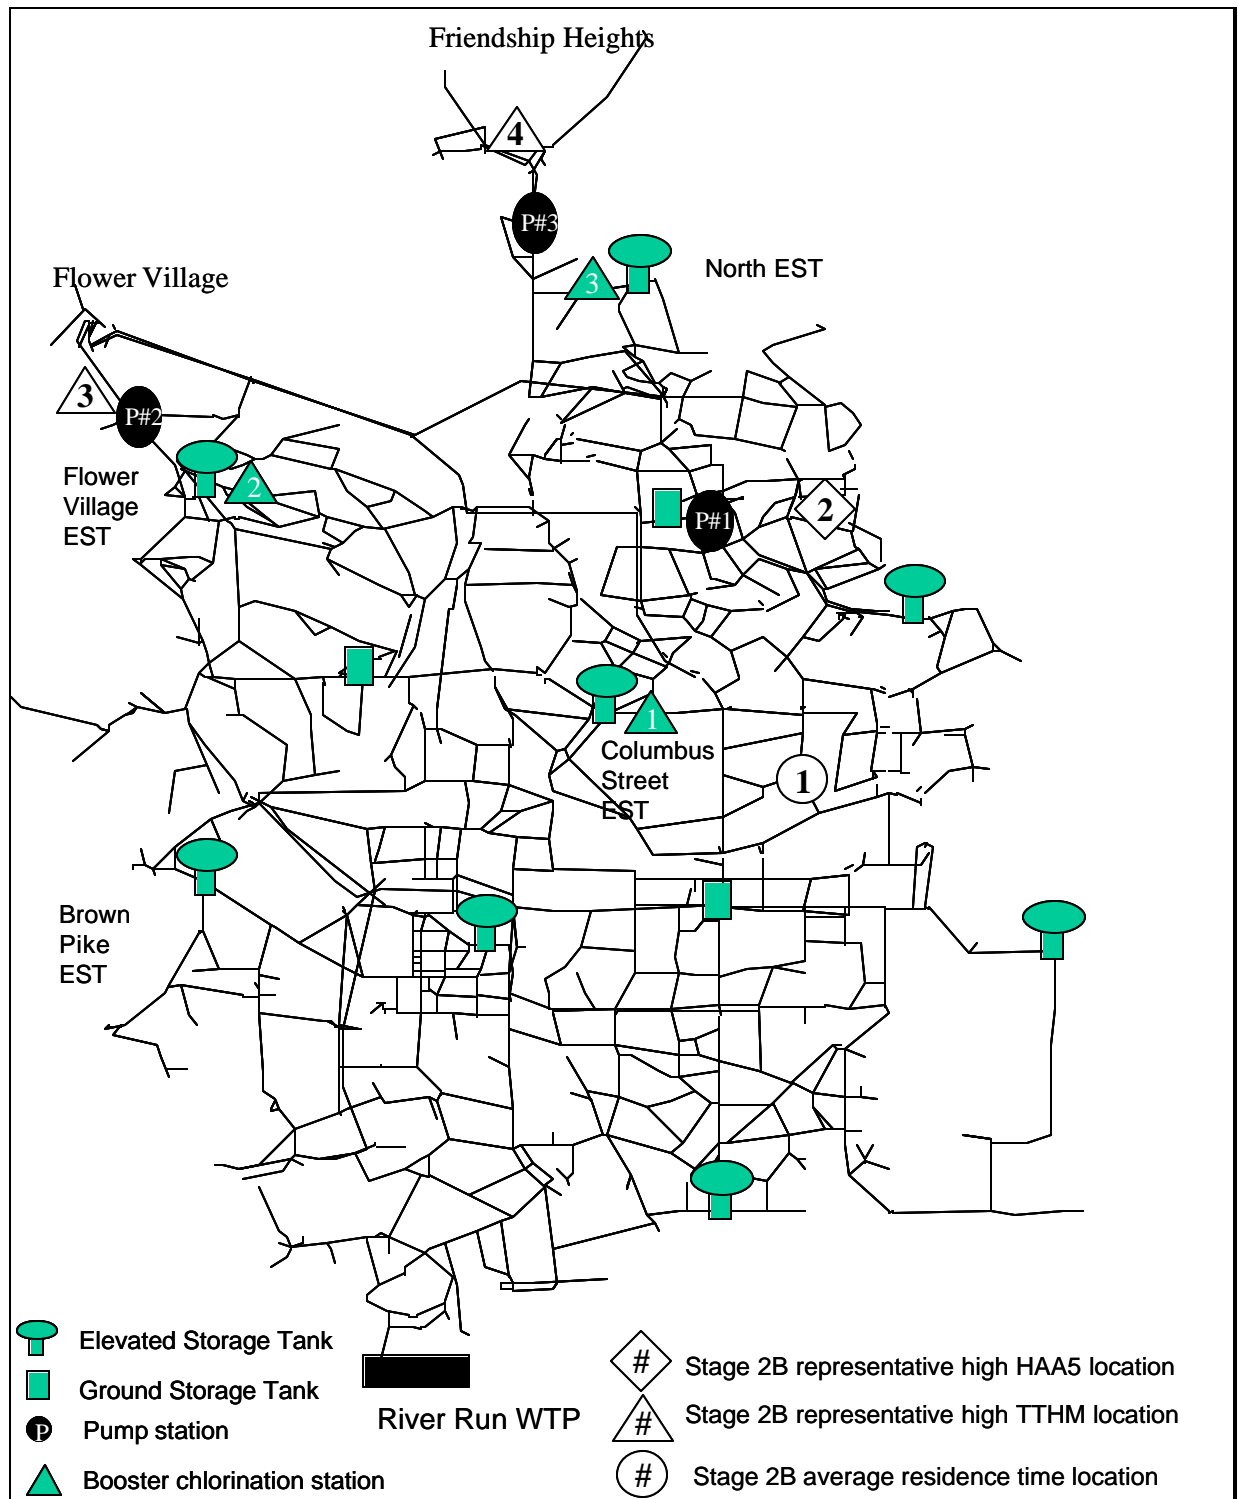 Friendship Heights
4
P#3
North EST
3
Flower Village
3
P#2
Flower
Village
EST
2
P#1
2
1
Columbus
Street
EST
1
Brown
Pike
EST
Elevated Storage Tank
Ground Storage Tank
P
Pump station
Booster chlorination station
River Run WTP
#
Stage 2B representative high HAA5 location
#
Stage 2B representative high TTHM location
#
Stage 2B average residence time location